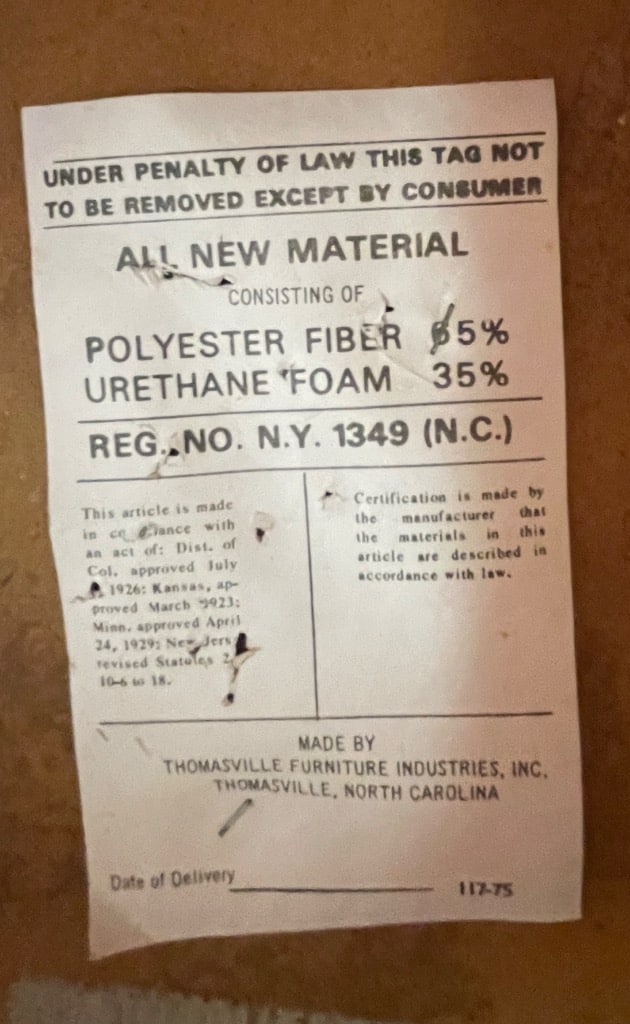 UNDER PENALTY OF LAW THIS TAG NOT
TO BE REMOVED EXCEPT BY CONSUMER
ALL NEW MATERIAL
CONSISTING OF
POLYESTER FIBER 65%
URETHANE FOAM 35%
REG. NO. N.Y. 1349 (N.C.)
This article is made
in with
an act of: Dist. of
Col. approved July
1926: Kansas, ap-
proved March 1923;
Minn. approved April
24, 1929; New
revised Statutes
10-6 to 18.
Certification is made by
the manufacturer that
the materials in this
article are described in
accordance with law.
MADE BY
THOMASVILLE FURNITURE INDUSTRIES, INC.
THOMASVILLE, NORTH CAROLINA
Date of Delivery
117-75